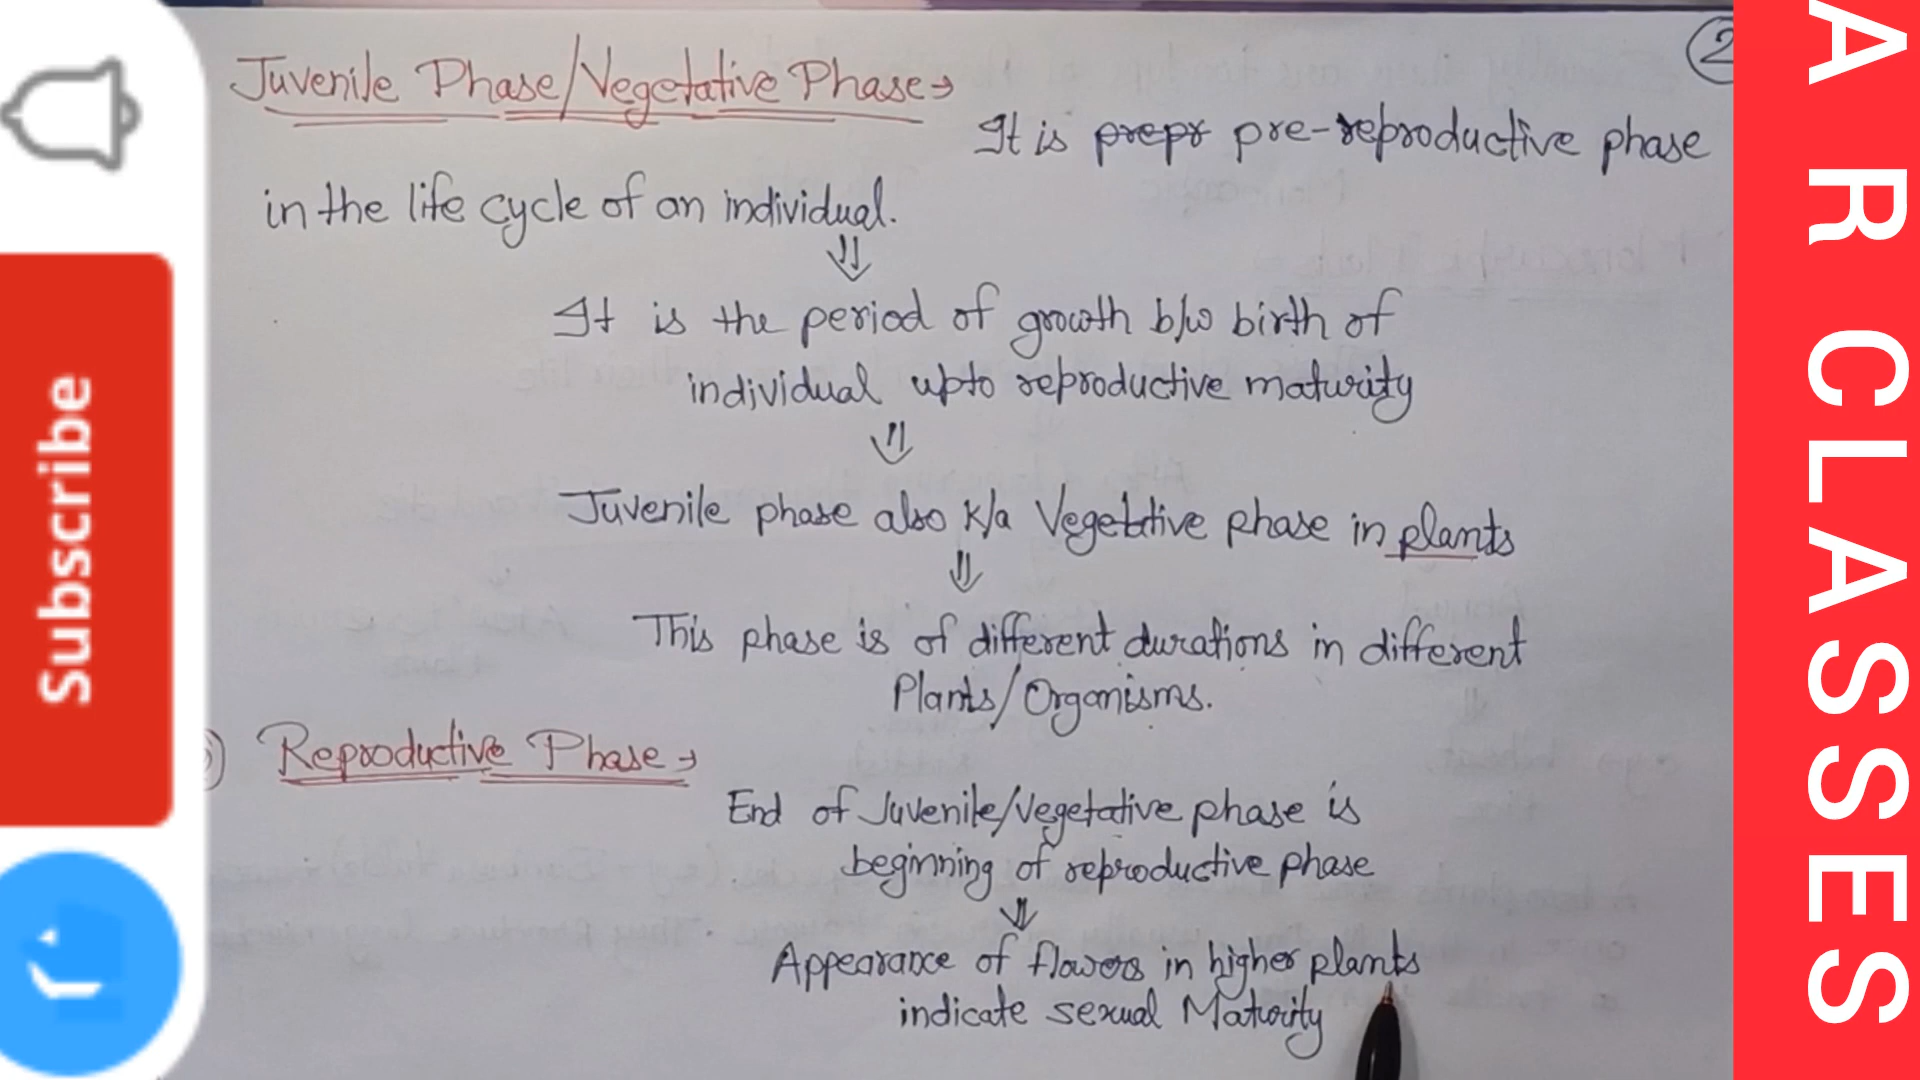 2
Juvenile Phase/Vegetative Phase→
It is prepr pre-reproductive phase
in the life cycle of an individual.
⇓
It is the period of growth b/w birth of
individual upto reproductive maturity
⇓
Juvenile phase also k/a Vegetative phase in plants
⇓
This phase is of different durations in different
Plants/Organisms.
Reproductive Phase→
End of Juvenile/Vegetative phase is
beginning of reproductive phase
⇓
Appearance of flowers in higher plants
indicate sexual Maturity
Subscribe
A R CLASSES